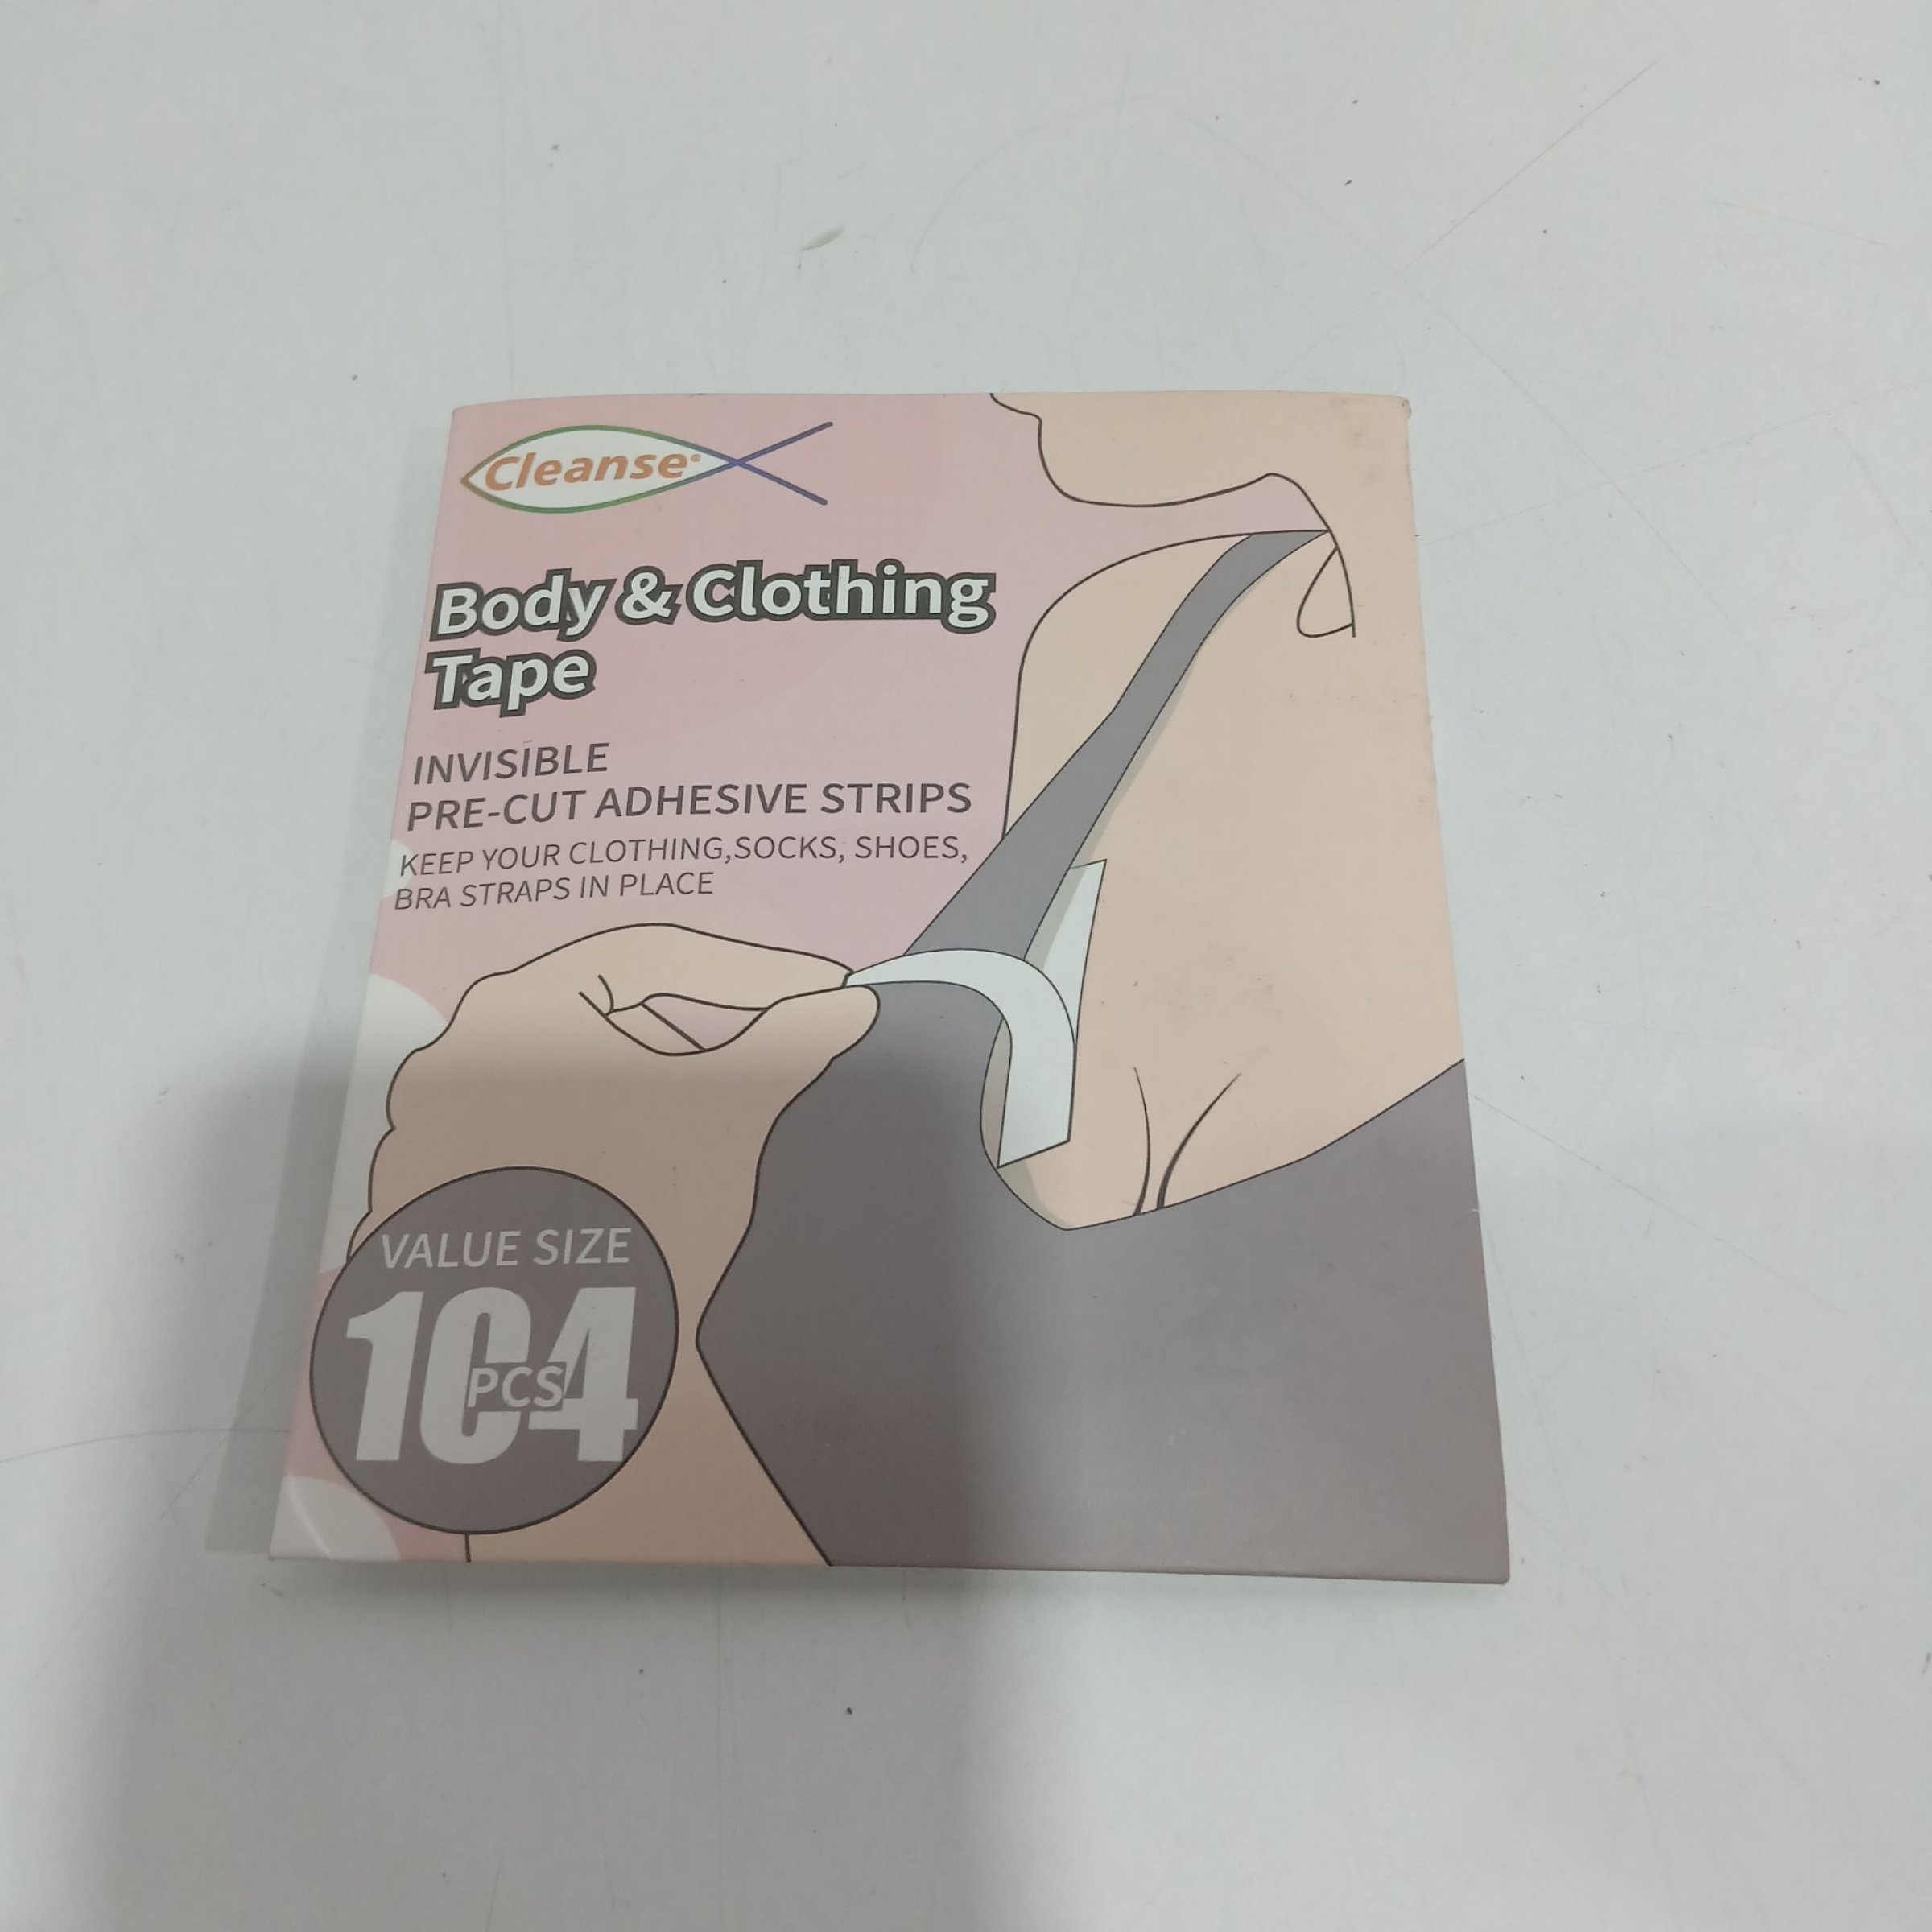 Cleanse®
Body & Clothing
Tape
INVISIBLE
PRE-CUT ADHESIVE STRIPS
KEEP YOUR CLOTHING,SOCKS, SHOES,
BRA STRAPS IN PLACE
VALUE SIZE
104
PCS